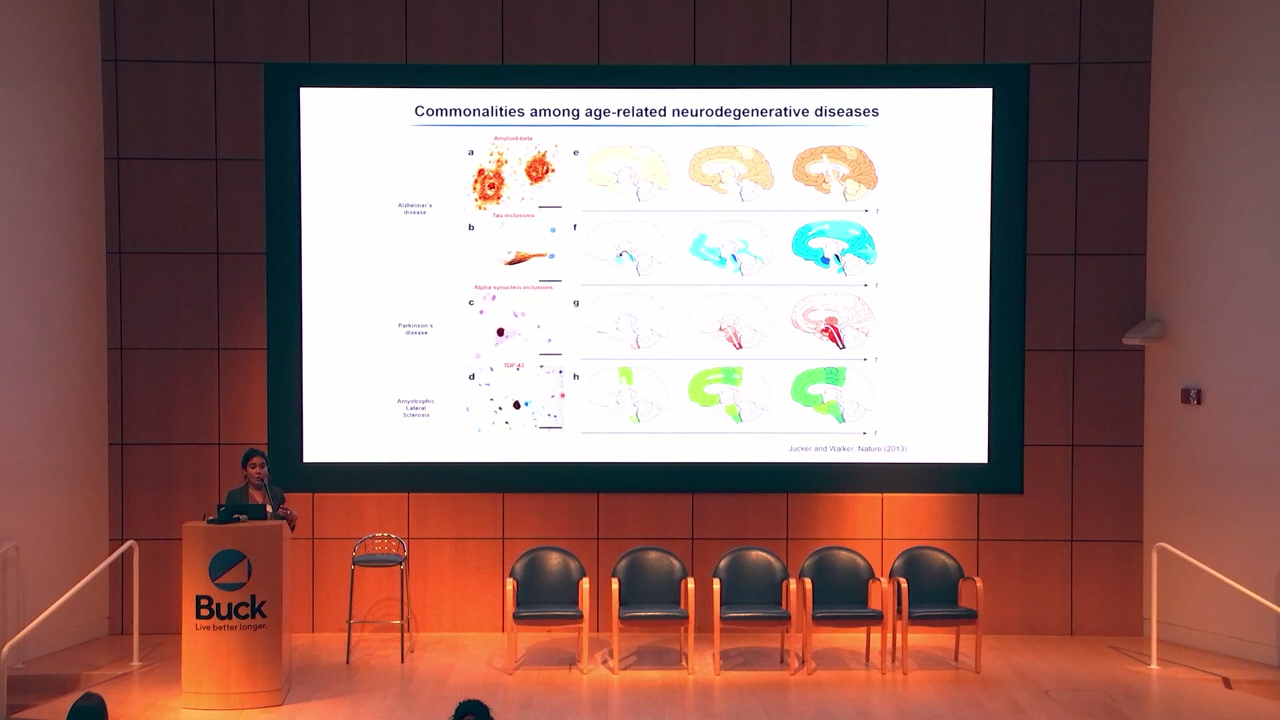 Commonalities among age-related neurodegenerative diseases
Amyloid-beta
a
e
Alzheimer's
disease
t
Tau inclusions
b
f
t
Alpha synuclein inclusions
c
g
Parkinson's
disease
t
TDP 43
d
h
Amyotrophic
Lateral
Sclerosis
t
Jucker and Walker, Nature (2013)
Buck
Live better longer.